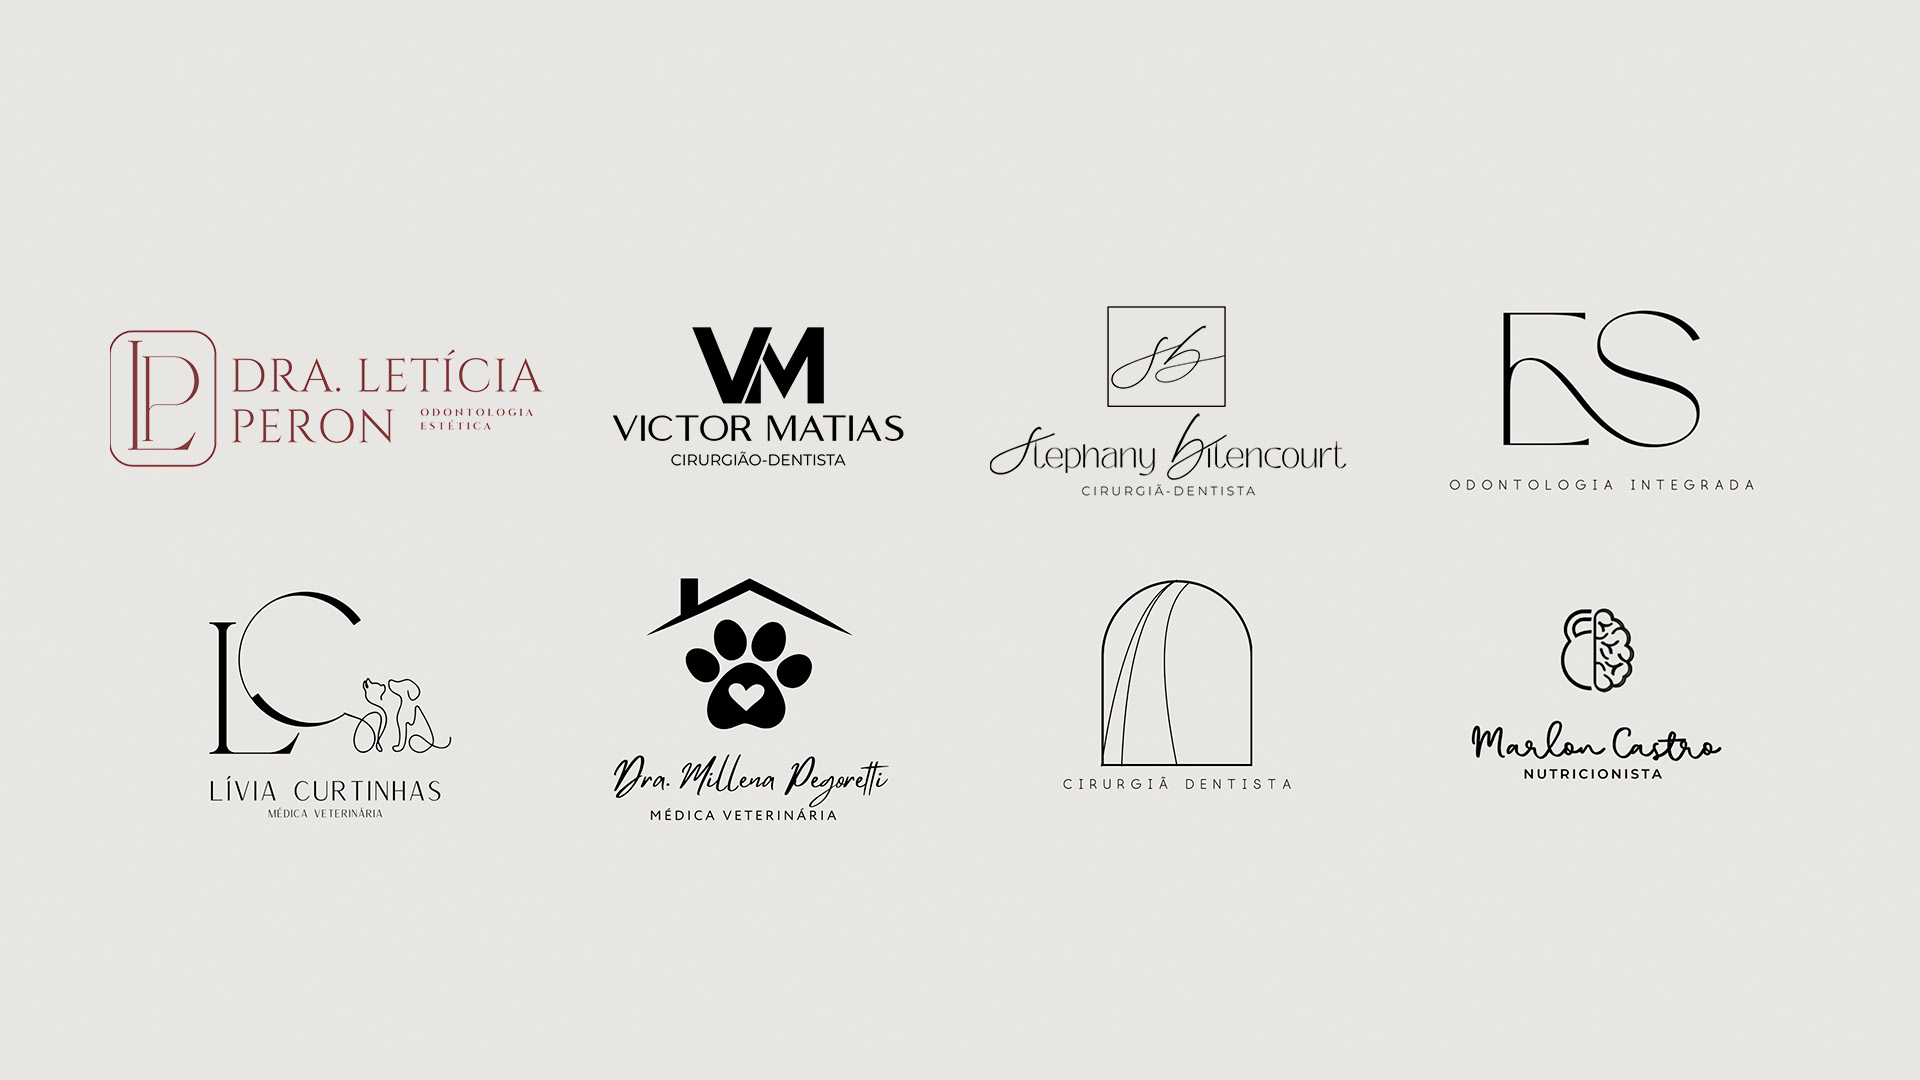 LP
DRA. LETÍCIA
PERON
ODONTOLOGIA
ESTÉTICA
VM
VICTOR MATIAS
CIRURGIÃO-DENTISTA
sb
Stephany Bitencourt
CIRURGIÃ-DENTISTA
ES
ODONTOLOGIA INTEGRADA
LC
LÍVIA CURTINHAS
MÉDICA VETERINÁRIA
Dra. Millena Pegoretti
MÉDICA VETERINÁRIA
CIRURGIÃ DENTISTA
Marlon Castro
NUTRICIONISTA